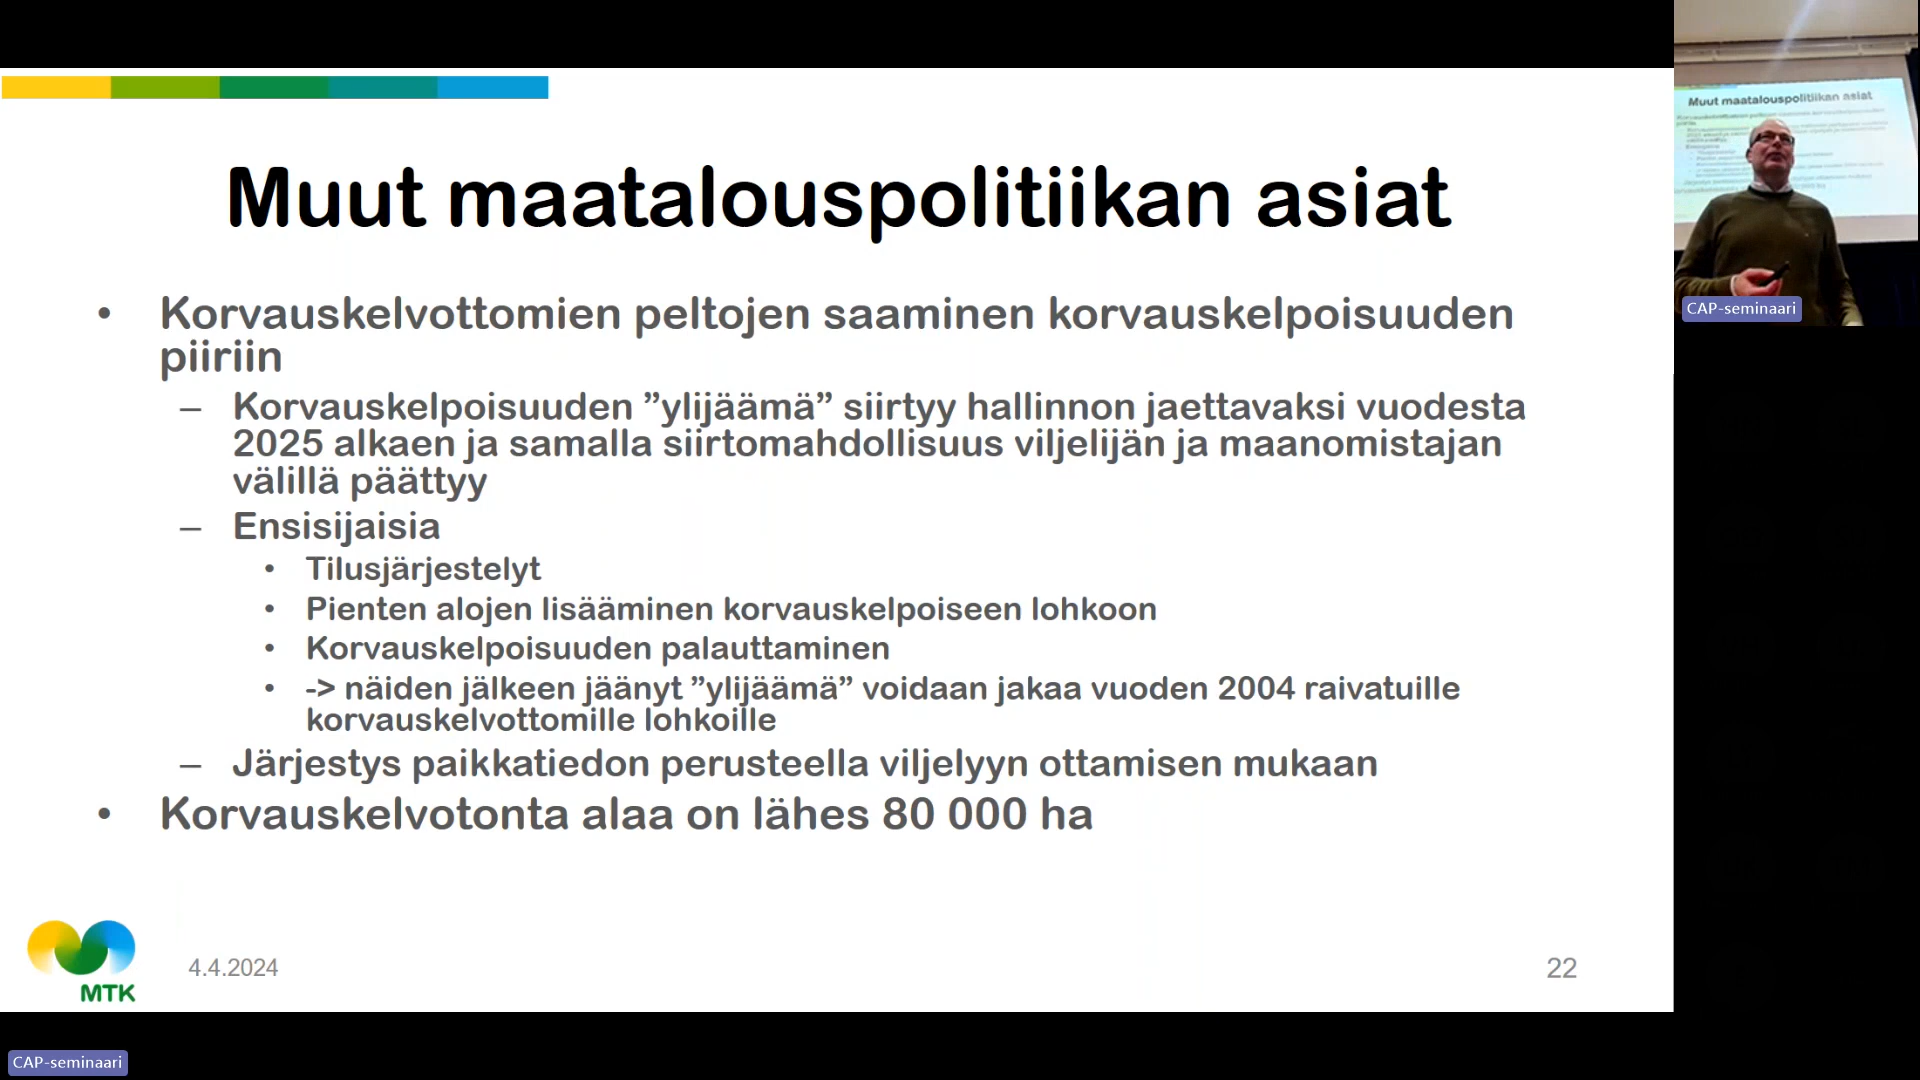 Muut maatalouspolitiikan asiat
• Korvauskelvottomien peltojen saaminen korvauskelpoisuuden
piiriin
– Korvauskelpoisuuden ”ylijäämä” siirtyy hallinnon jaettavaksi vuodesta
2025 alkaen ja samalla siirtomahdollisuus viljelijän ja maanomistajan
välillä päättyy
– Ensisijaisia
• Tilusjärjestelyt
• Pienten alojen lisääminen korvauskelpoiseen lohkoon
• Korvauskelpoisuuden palauttaminen
• -> näiden jälkeen jäänyt ”ylijäämä” voidaan jakaa vuoden 2004 raivatuille
korvauskelvottomille lohkoille
– Järjestys paikkatiedon perusteella viljelyyn ottamisen mukaan
• Korvauskelvotonta alaa on lähes 80 000 ha
MTK
4.4.2024
22
CAP-seminaari
Muut maatalouspolitiikan asiat
CAP-seminaari